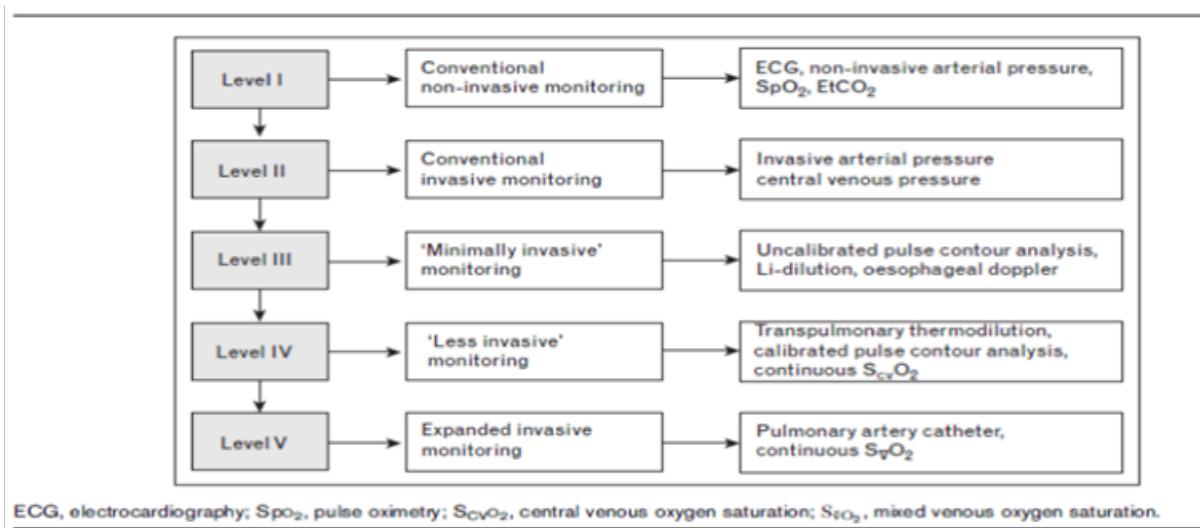 Level I
Conventional
non-invasive monitoring
ECG, non-invasive arterial pressure,
SpO₂, EtCO₂
Level II
Conventional
invasive monitoring
Invasive arterial pressure
central venous pressure
Level III
‘Minimally invasive’
monitoring
Uncalibrated pulse contour analysis,
Li-dilution, oesophageal doppler
Level IV
‘Less invasive’
monitoring
Transpulmonary thermodilution,
calibrated pulse contour analysis,
continuous ScvO₂
Level V
Expanded invasive
monitoring
Pulmonary artery catheter,
continuous Sv̅O₂
ECG, electrocardiography; SpO₂, pulse oximetry; ScvO₂, central venous oxygen saturation; , mixed venous oxygen saturation.